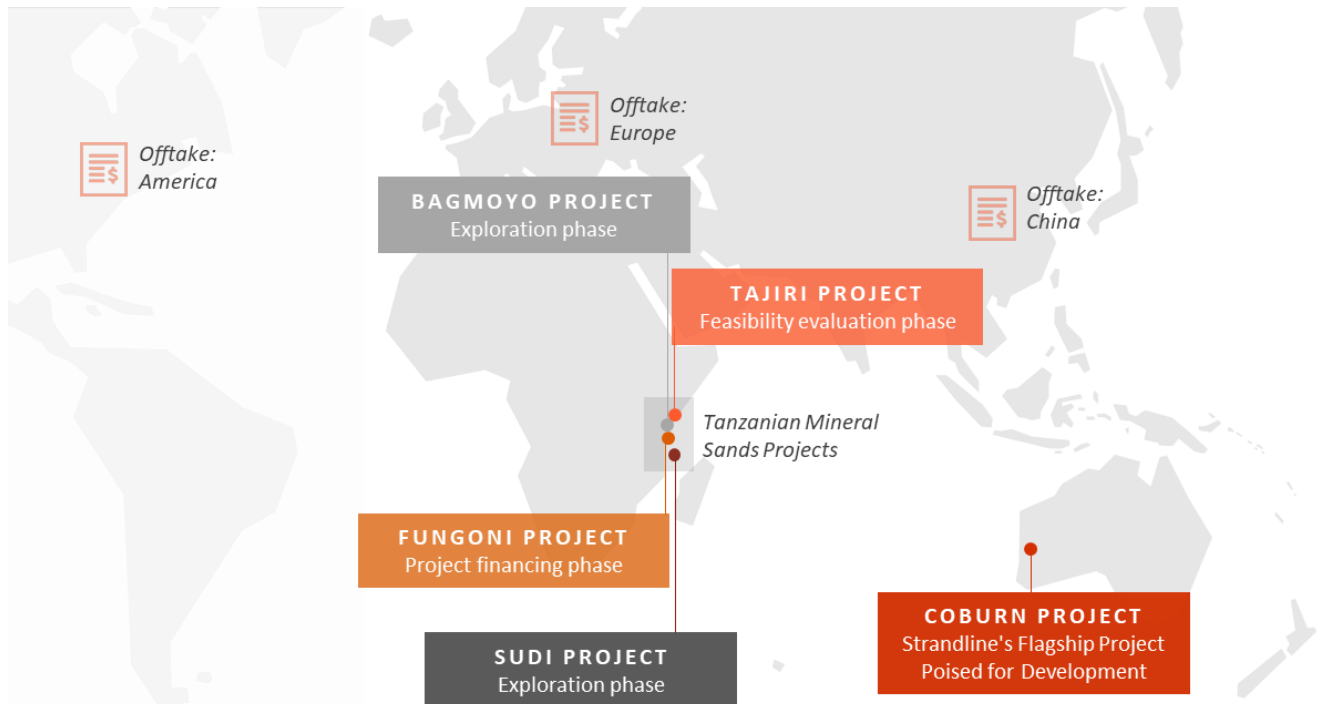 Offtake:
America
Offtake:
Europe
Offtake:
China
BAGMOYO PROJECT
Exploration phase
TAJIRI PROJECT
Feasibility evaluation phase
Tanzanian Mineral
Sands Projects
FUNGONI PROJECT
Project financing phase
SUDI PROJECT
Exploration phase
COBURN PROJECT
Strandline's Flagship Project
Poised for Development